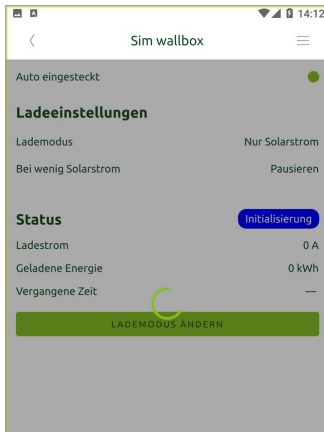 14:12
Sim wallbox
Auto eingesteckt
Ladeeinstellungen
Lademodus Nur Solarstrom
Bei wenig Solarstrom Pausieren
Status Initialisierung
Ladestrom 0 A
Geladene Energie 0 kWh
Vergangene Zeit —
LADEMODUS ÄNDERN